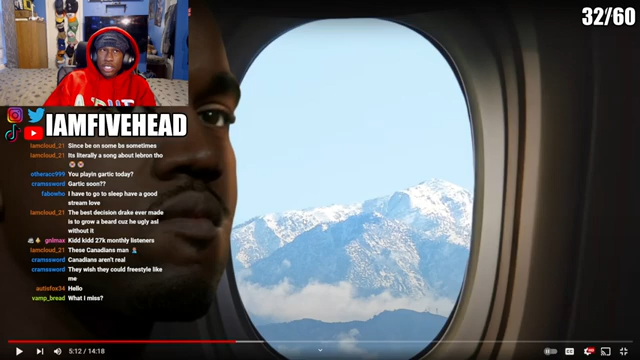 32/60
IAMFIVEHEAD
Iamcloud_21 Since be on some bs sometimes
Iamcloud_21 Its literally a song about lebron tho
otheracc999 You playin gartic today?
cramssword Gartic soon??
fabowho I have to go to sleep have a good
stream love
Iamcloud_21 The best decision drake ever made
is to grow a beard cuz he ugly asl
without it
gnlmax Kidd kidd 27k monthly listeners
Iamcloud_21 These Canadians man
cramssword Canadians aren't real
cramssword They wish they could freestyle like
me
autisfox34 Hello
vamp_bread What I miss?
5:12 / 14:18